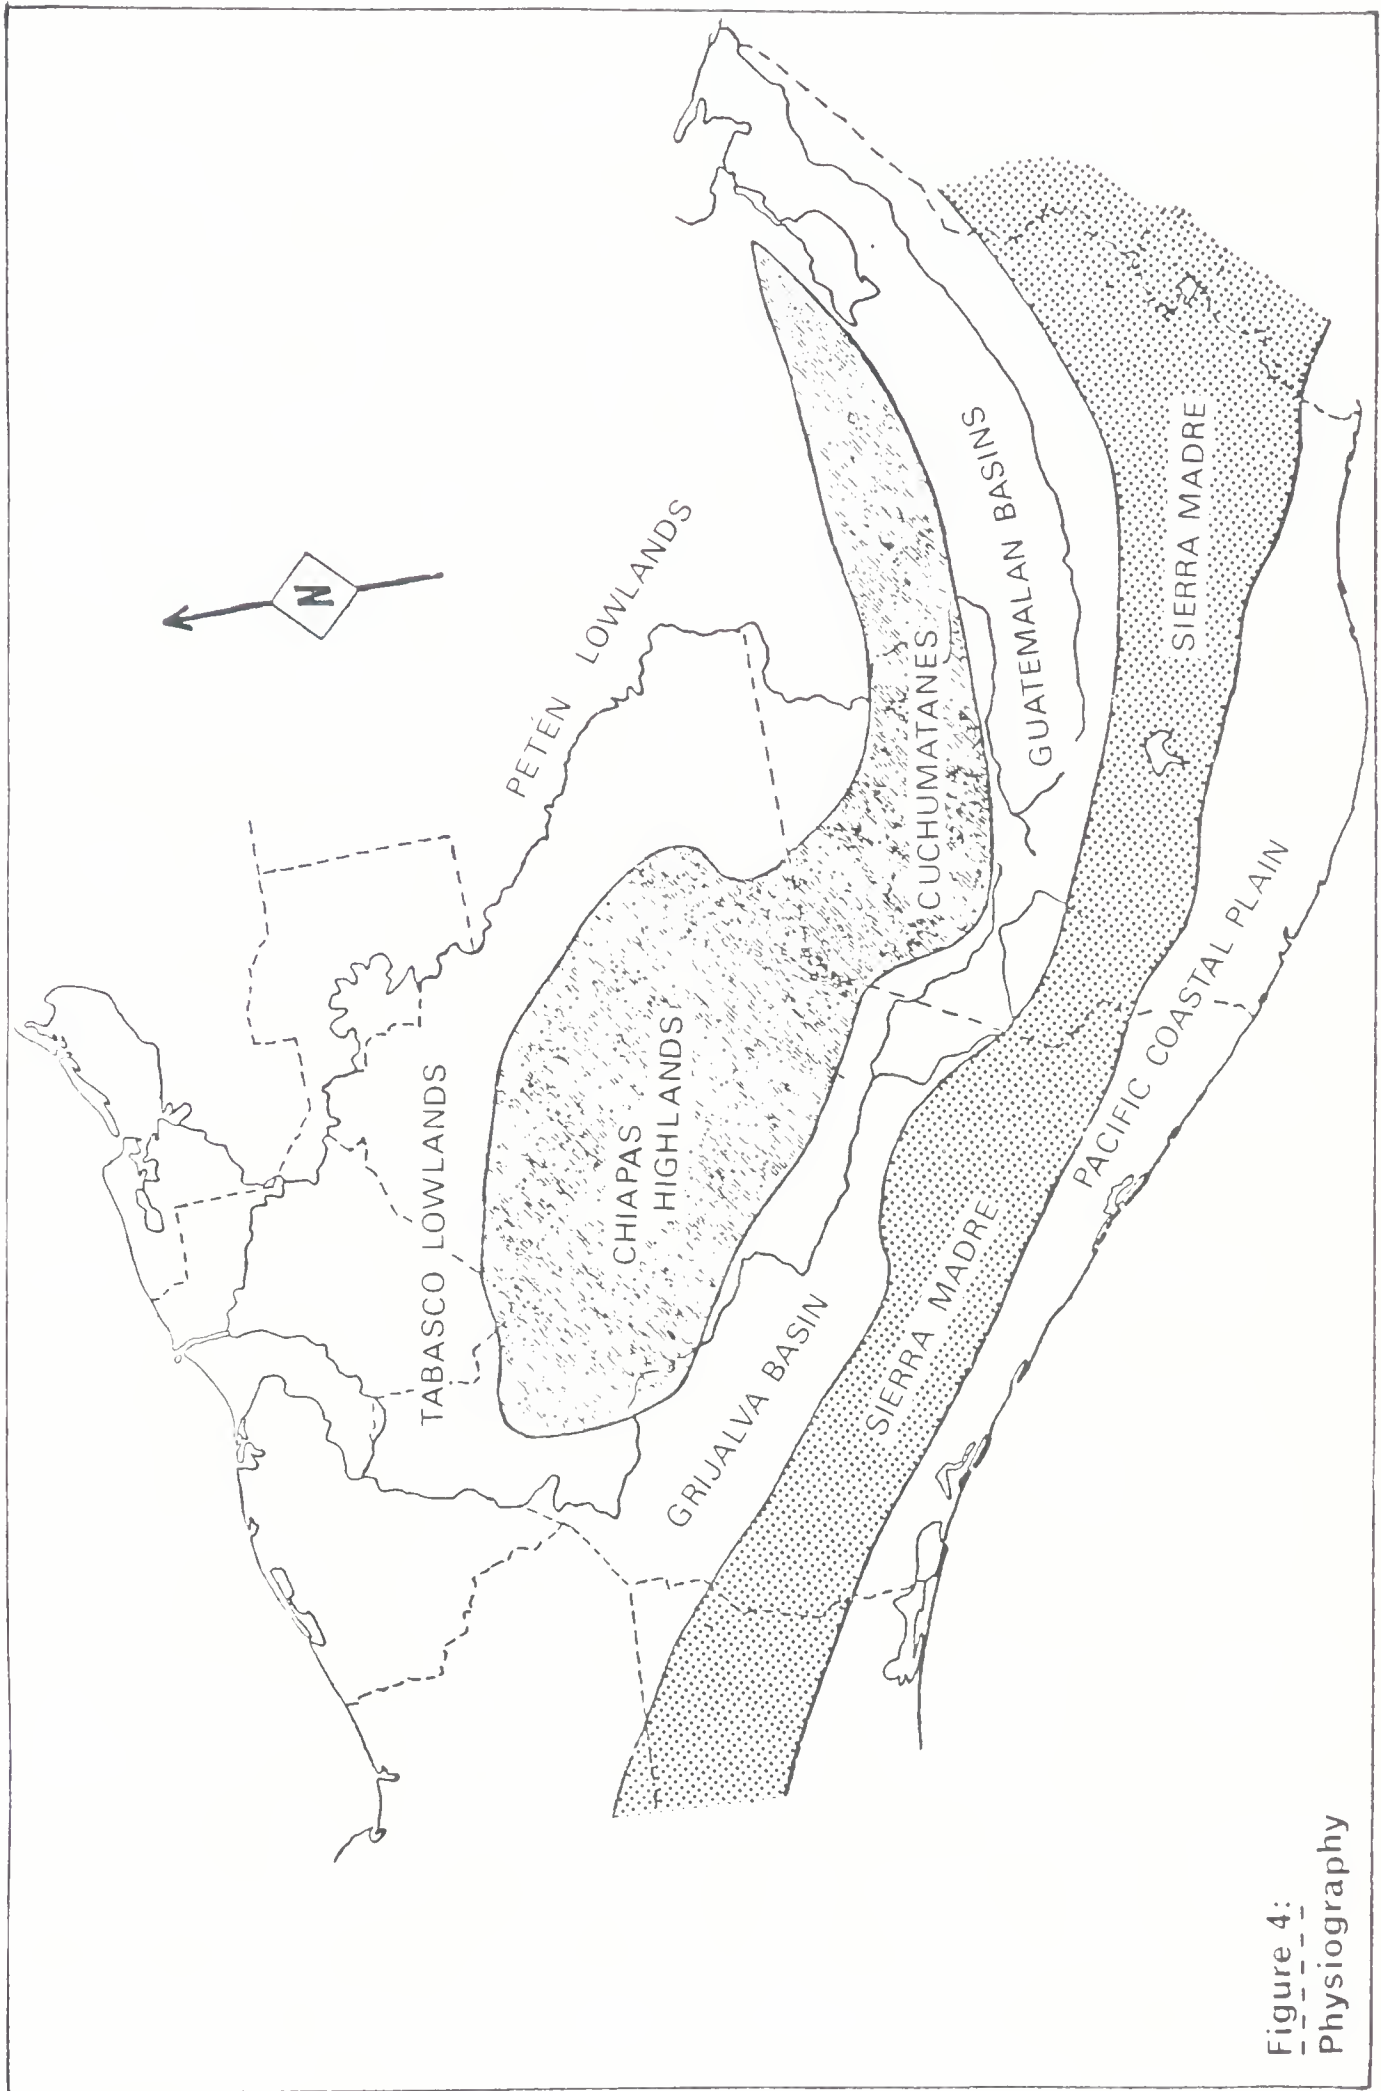 N
PETÉN LOWLANDS
TABASCO LOWLANDS
CHIAPAS
HIGHLANDS
CUCHUMATANES
GUATEMALAN BASINS
GRIJALVA BASIN
SIERRA MADRE
SIERRA MADRE
PACIFIC COASTAL PLAIN
Figure 4:
Physiography